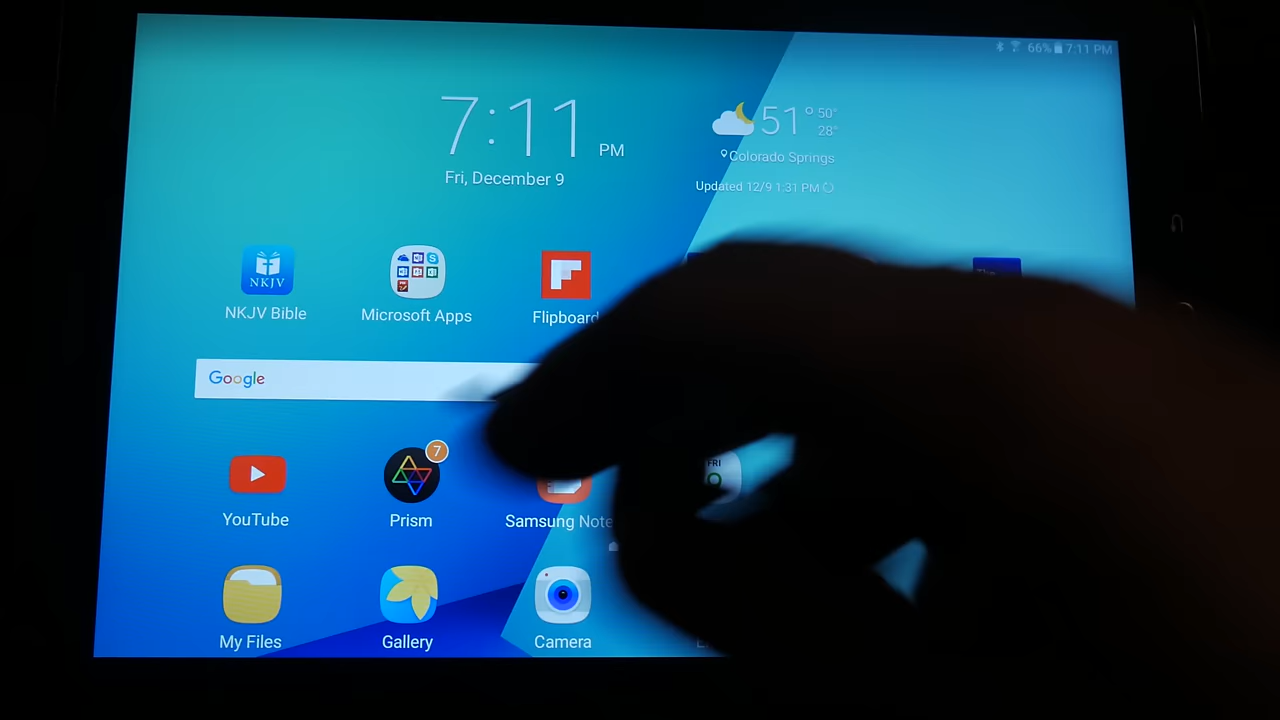 66% 7:11 PM
7:11 PM
Fri, December 9
51° 50°
28°
Colorado Springs
Updated 12/9 1:31 PM
NKJV
NKJV Bible
Microsoft Apps
Flipboard
Google
7
FRI
YouTube
Prism
Samsung Note
My Files
Gallery
Camera